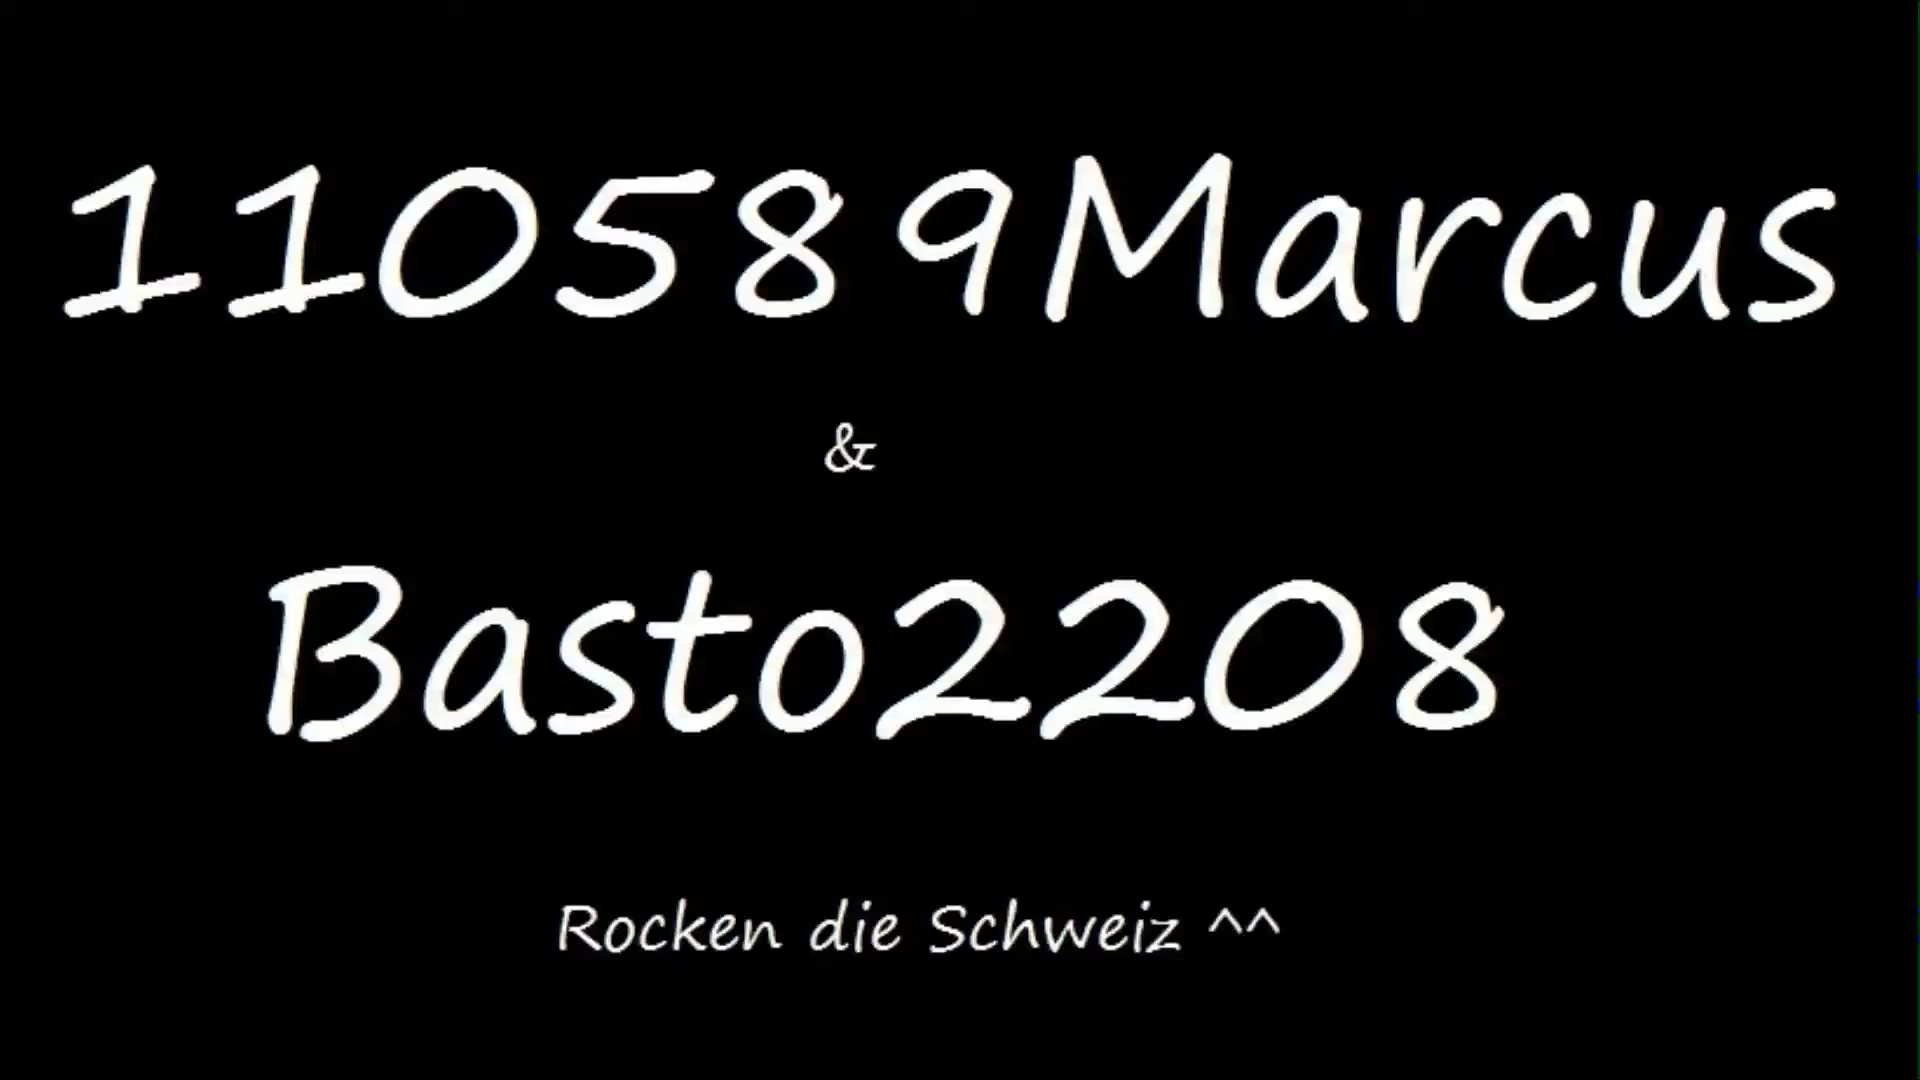 110589Marcus
&
Basto2208
Rocken die Schweiz ^^